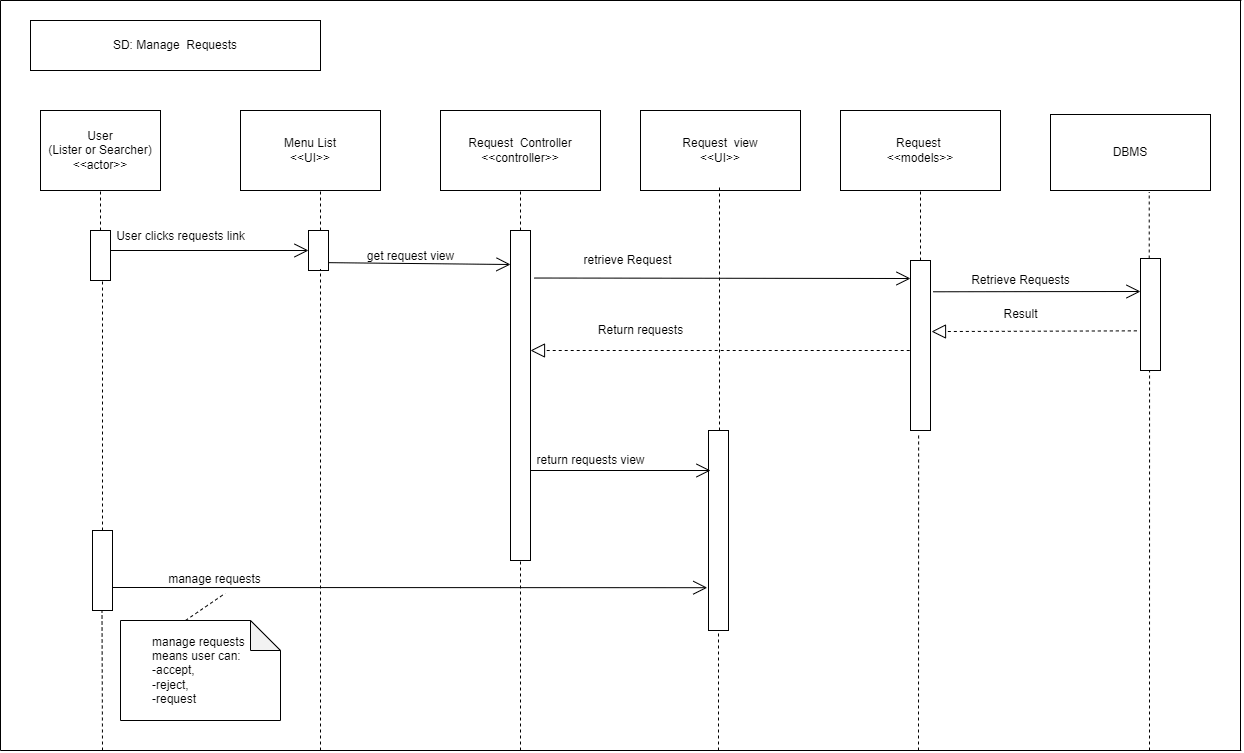 SD: Manage Requests
User
(Lister or Searcher)
<<actor>>
Menu List
<<UI>>
Request Controller
<<controller>>
Request view
<<UI>>
Request
<<models>>
DBMS
User clicks requests link
get request view
retrieve Request
Retrieve Requests
Result
Return requests
return requests view
manage requests
manage requests
means user can:
-accept,
-reject,
-request